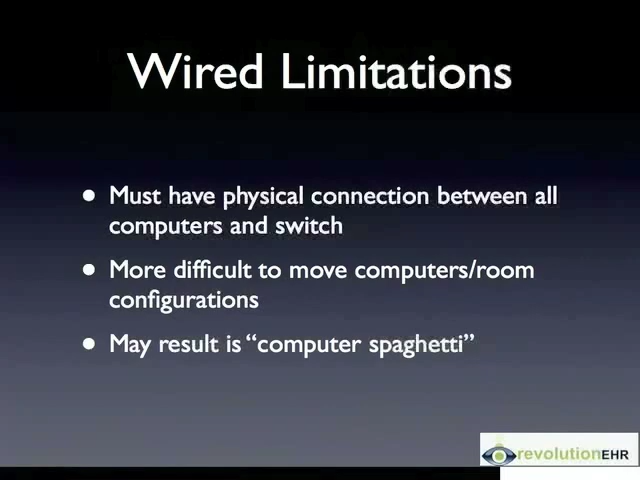 Wired Limitations
• Must have physical connection between all
computers and switch
• More difficult to move computers/room
configurations
• May result is “computer spaghetti”
revolutionEHR